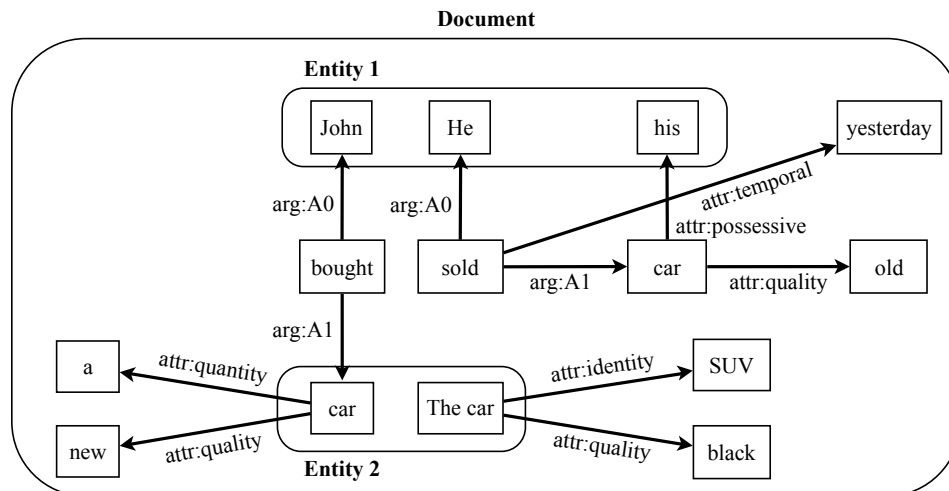 Document
Entity 1
John He his yesterday
attr:temporal
arg:A0 arg:A0
attr:possessive
bought sold car old
arg:A1 attr:quality
arg:A1
a attr:quantity attr:identity SUV
car The car
new attr:quality attr:quality black
Entity 2